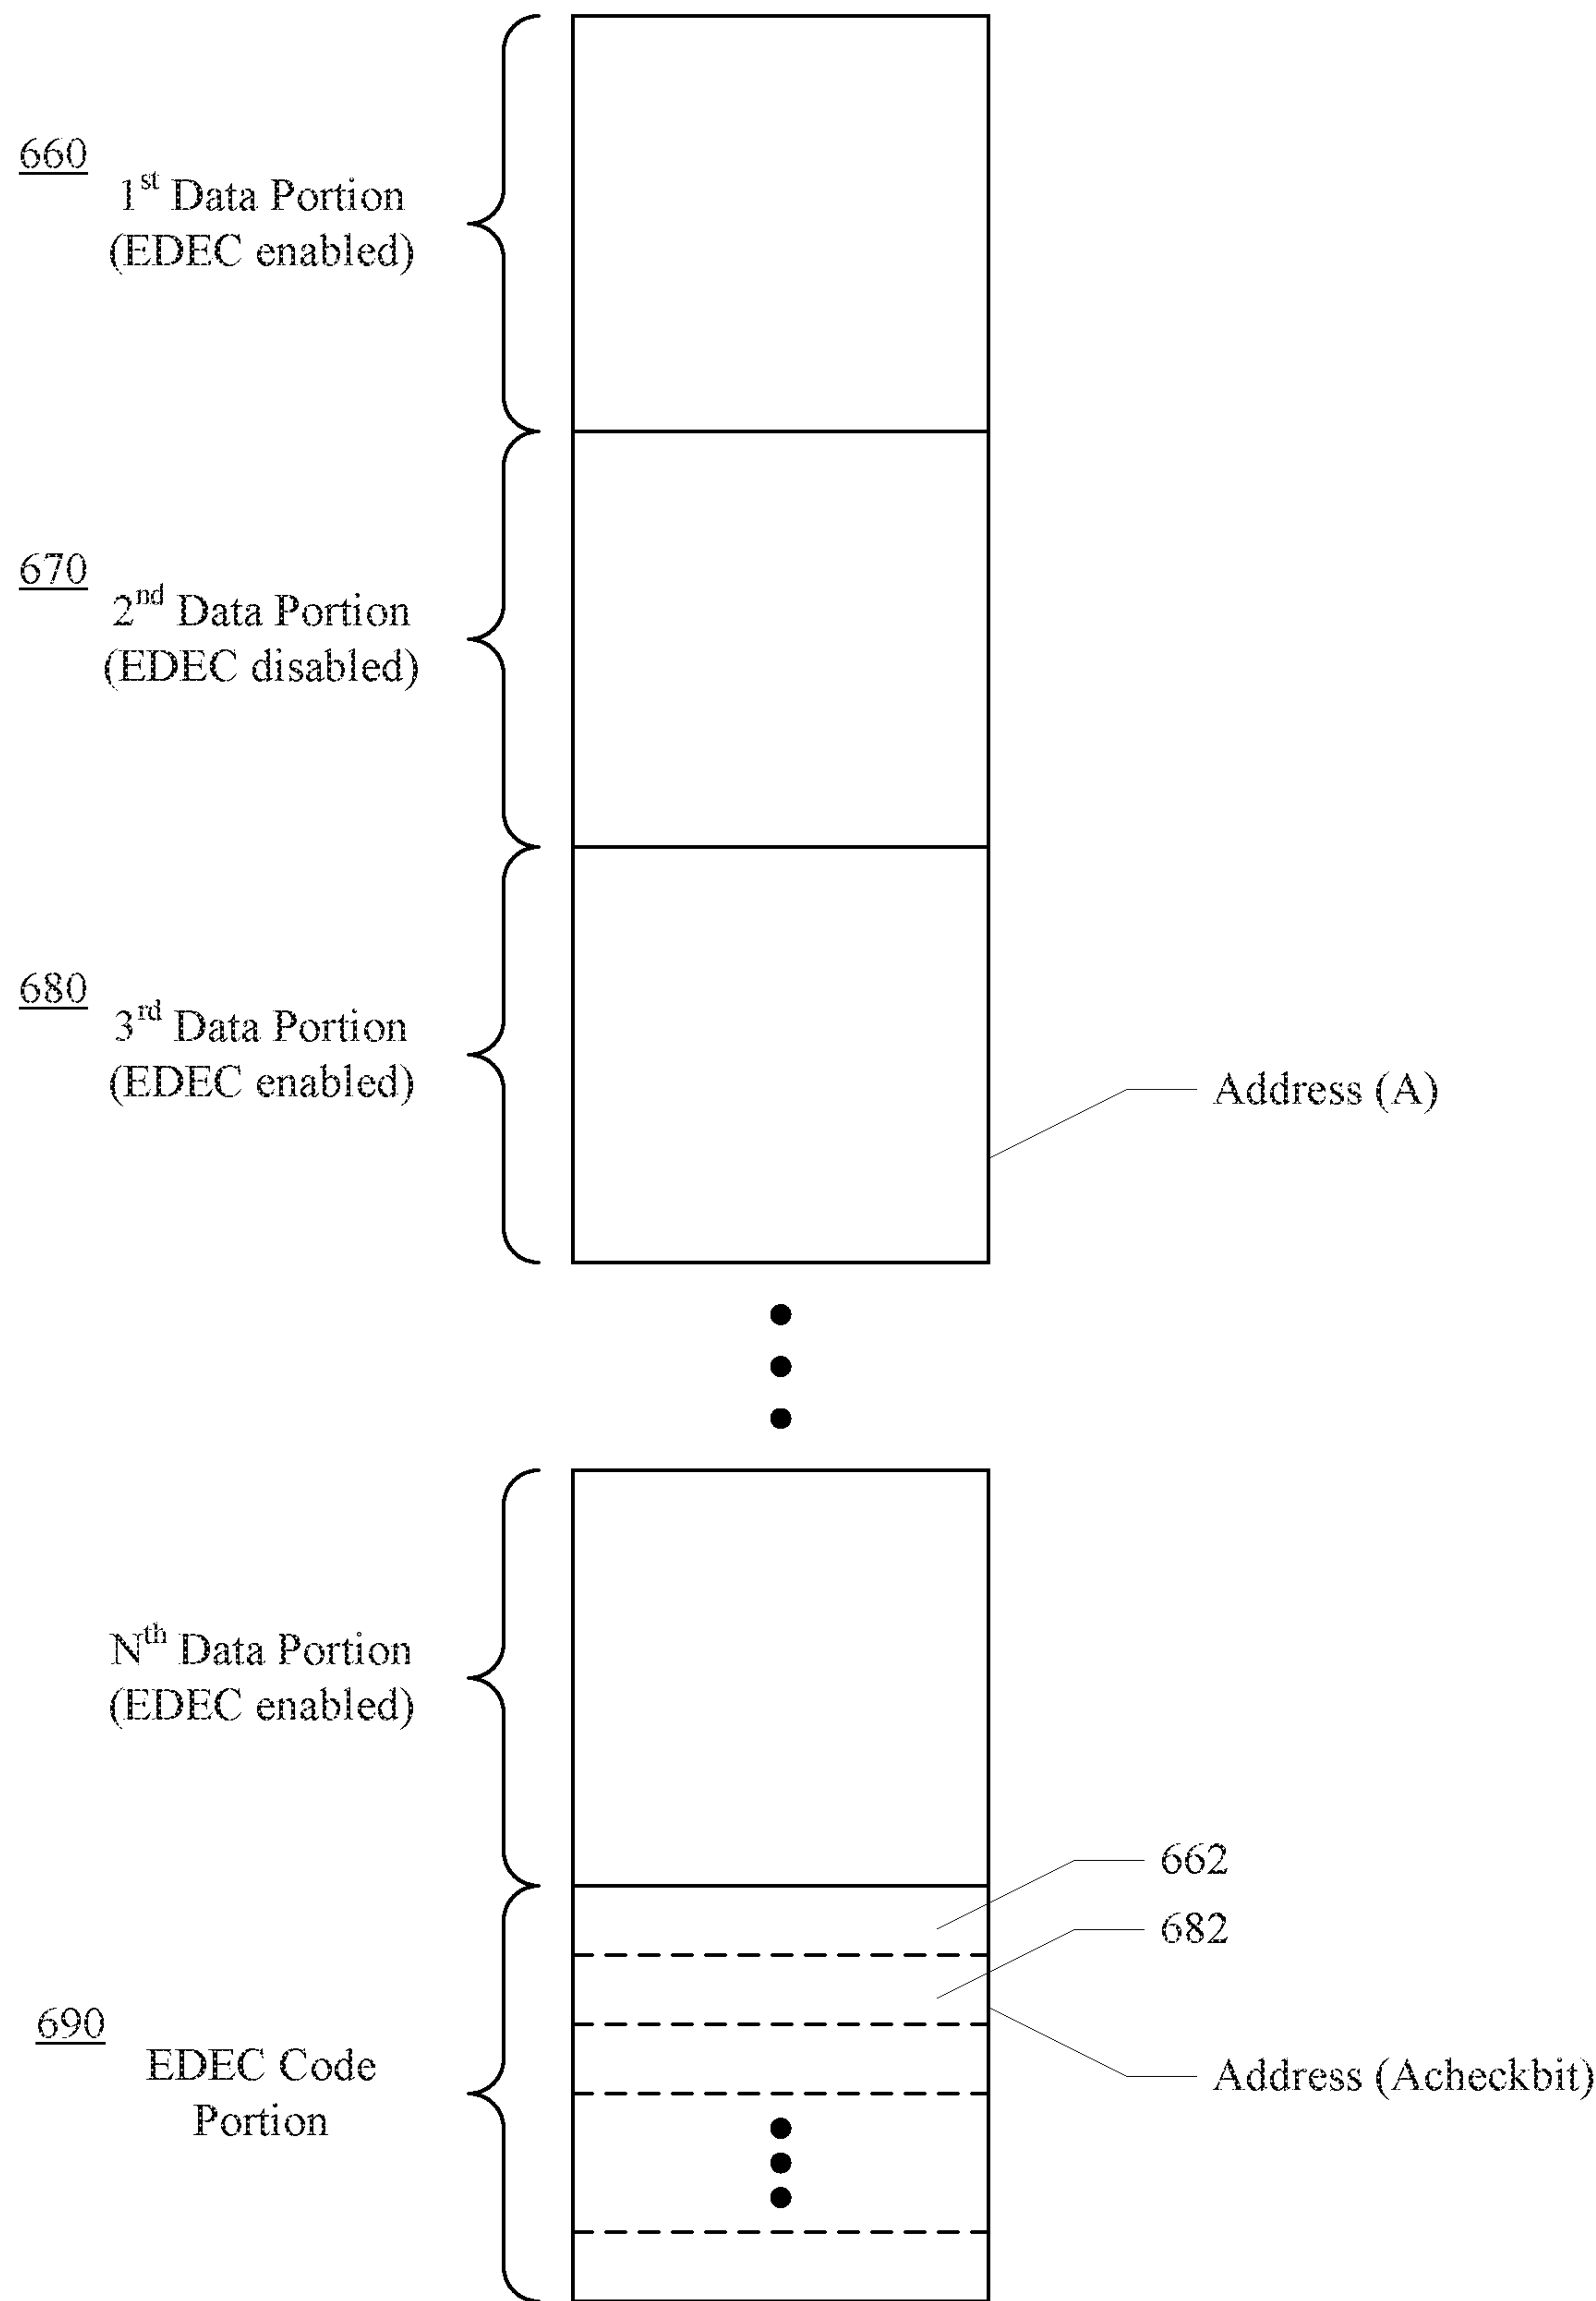 660
1st Data Portion
(EDEC enabled)
670
2nd Data Portion
(EDEC disabled)
680
3rd Data Portion
(EDEC enabled)
Address (A)
Nth Data Portion
(EDEC enabled)
662
682
690
EDEC Code
Portion
Address (Acheckbit)